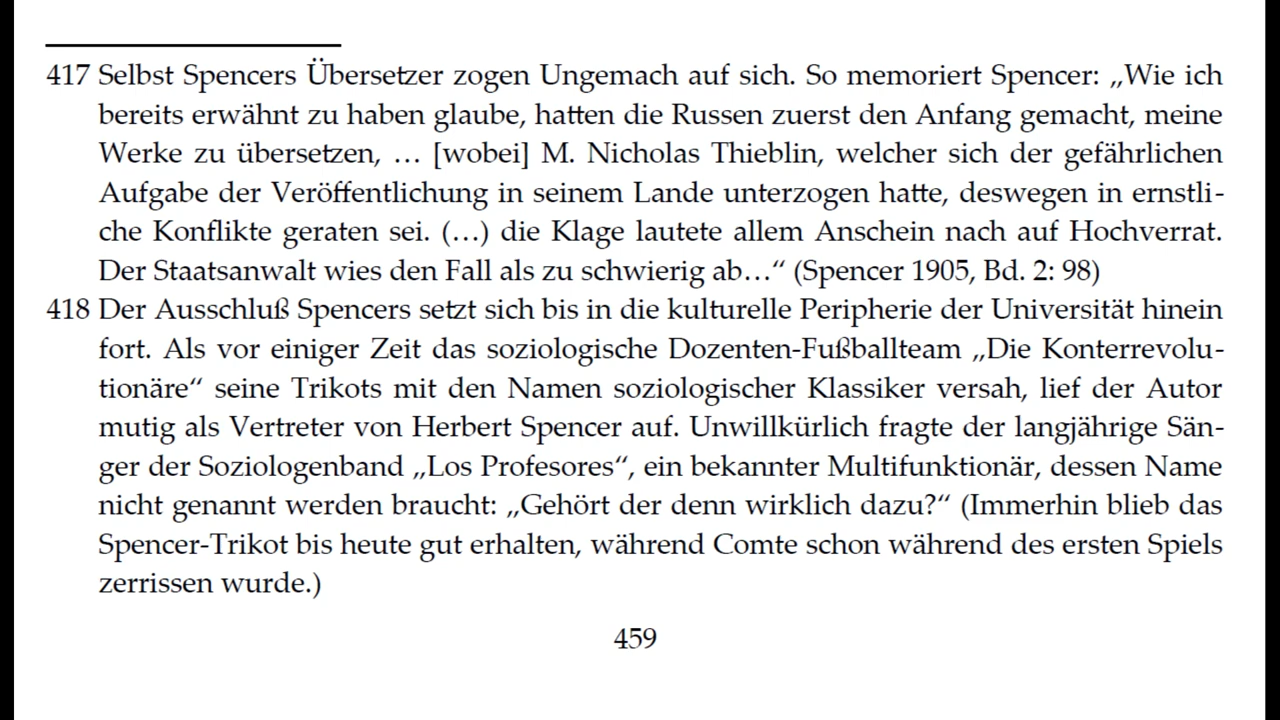 417 Selbst Spencers Übersetzer zogen Ungemach auf sich. So memoriert Spencer: „Wie ich
bereits erwähnt zu haben glaube, hatten die Russen zuerst den Anfang gemacht, meine
Werke zu übersetzen, … [wobei] M. Nicholas Thieblin, welcher sich der gefährlichen
Aufgabe der Veröffentlichung in seinem Lande unterzogen hatte, deswegen in ernstli-
che Konflikte geraten sei. (…) die Klage lautete allem Anschein nach auf Hochverrat.
Der Staatsanwalt wies den Fall als zu schwierig ab…“ (Spencer 1905, Bd. 2: 98)
418 Der Ausschluß Spencers setzt sich bis in die kulturelle Peripherie der Universität hinein
fort. Als vor einiger Zeit das soziologische Dozenten-Fußballteam „Die Konterrevolu-
tionäre“ seine Trikots mit den Namen soziologischer Klassiker versah, lief der Autor
mutig als Vertreter von Herbert Spencer auf. Unwillkürlich fragte der langjährige Sän-
ger der Soziologenband „Los Profesores“, ein bekannter Multifunktionär, dessen Name
nicht genannt werden braucht: „Gehört der denn wirklich dazu?“ (Immerhin blieb das
Spencer-Trikot bis heute gut erhalten, während Comte schon während des ersten Spiels
zerrissen wurde.)
459